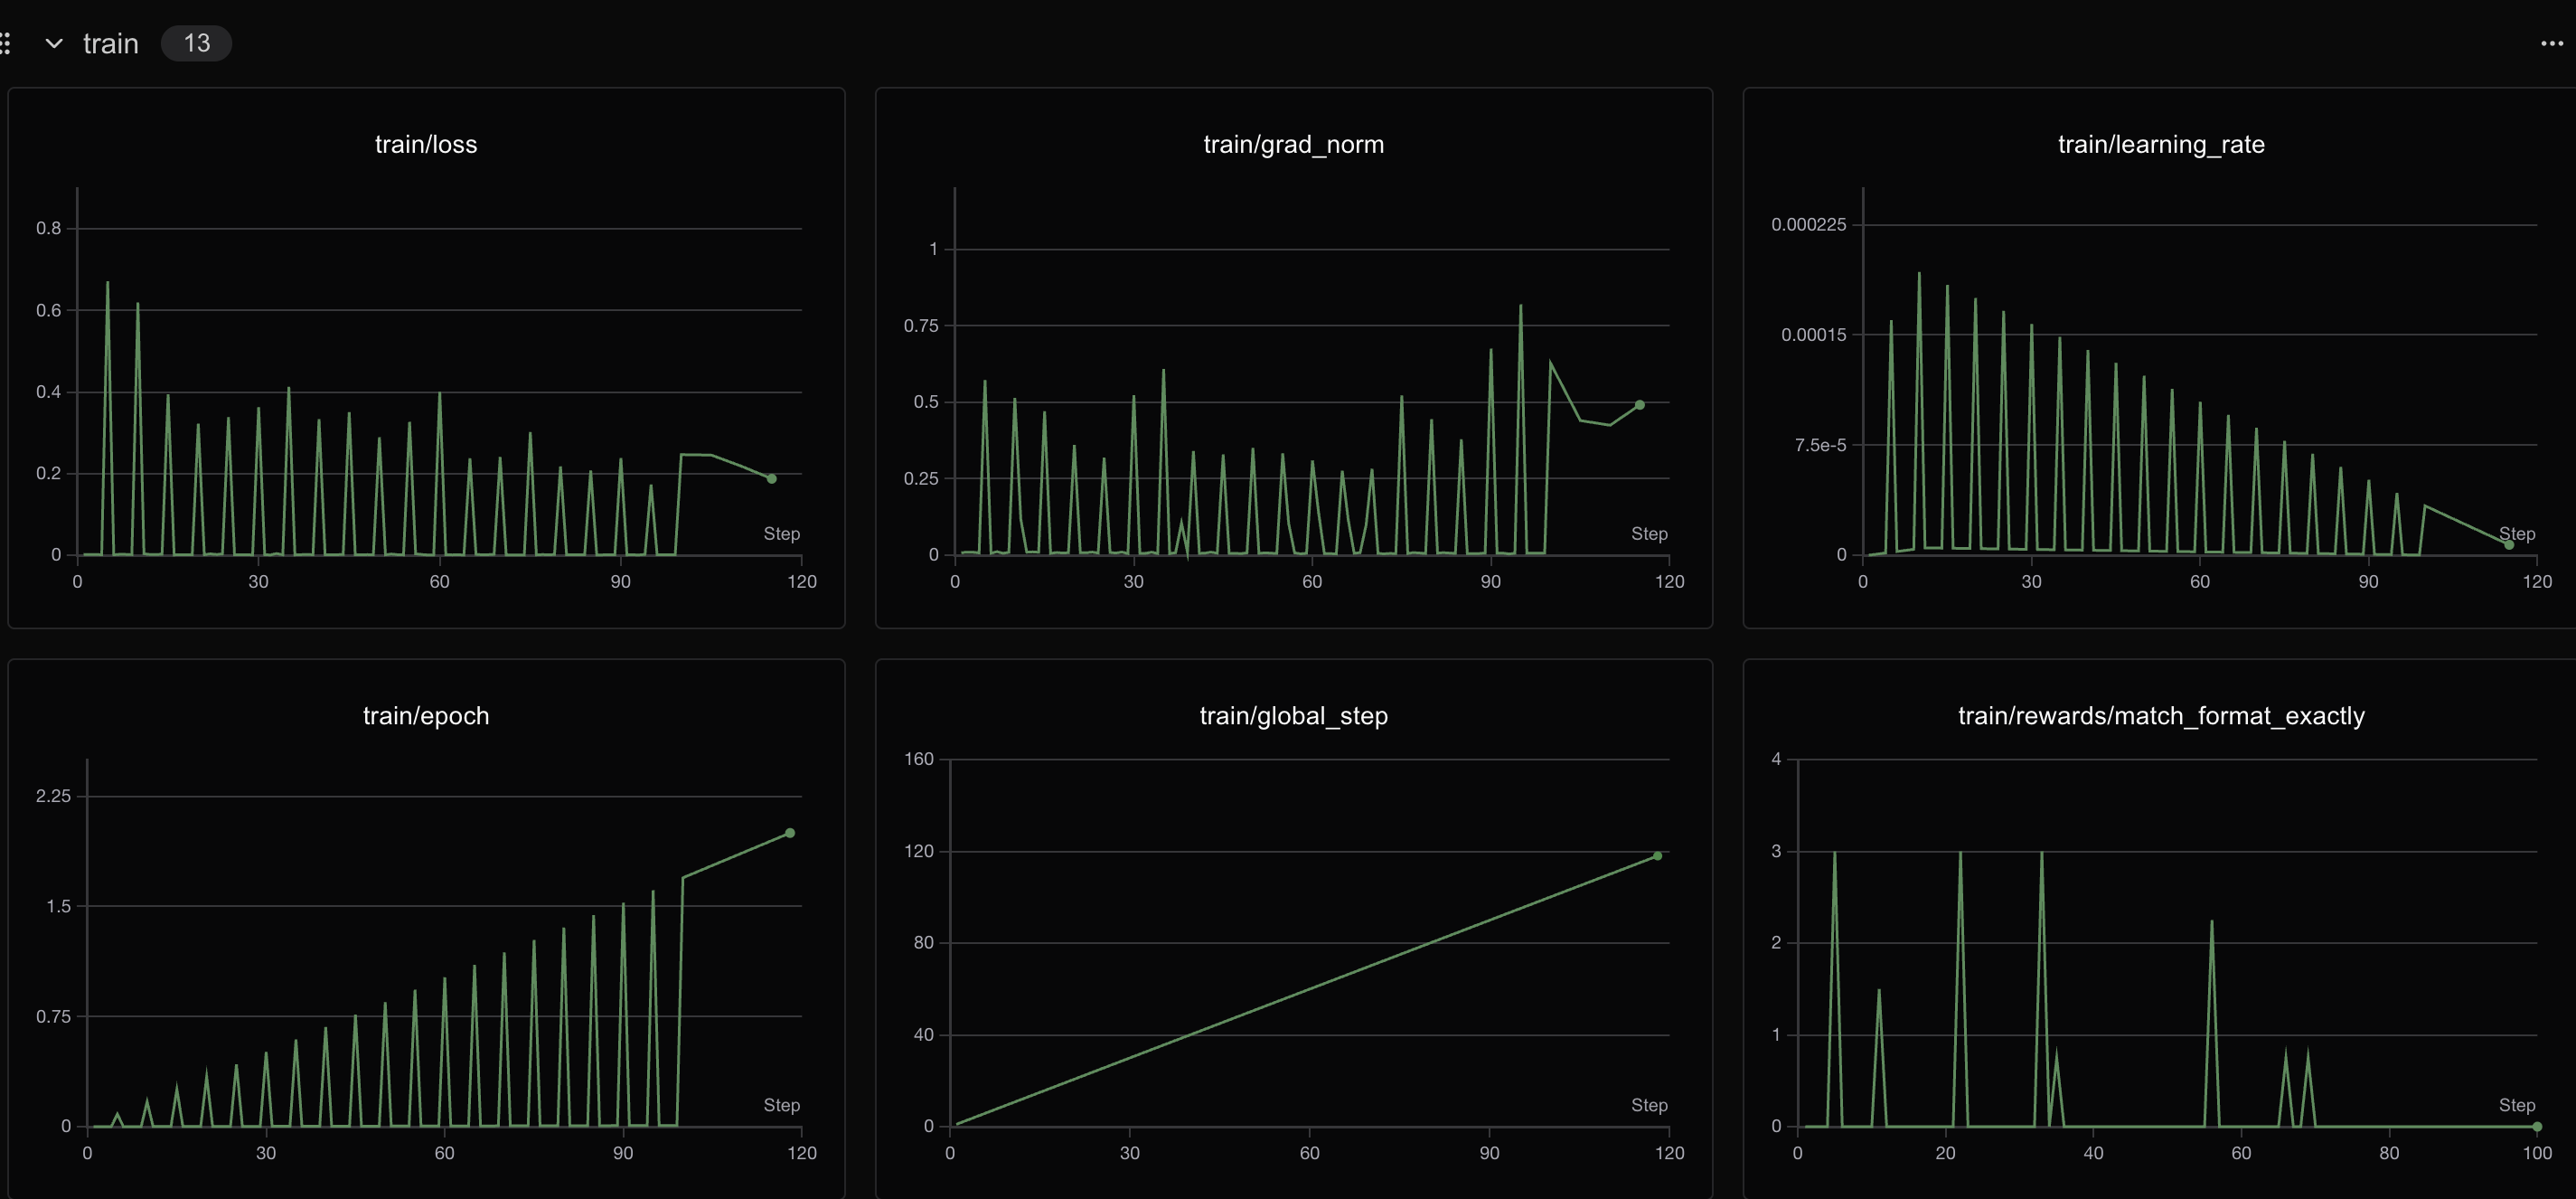 train 13
train/loss
0.8
0.6
0.4
0.2
0
Step
0 30 60 90 120
train/grad_norm
1
0.75
0.5
0.25
0
Step
0 30 60 90 120
train/learning_rate
0.000225
0.00015
7.5e-5
0
Step
0 30 60 90 120
train/epoch
2.25
1.5
0.75
0
Step
0 30 60 90 120
train/global_step
160
120
80
40
0
Step
0 30 60 90 120
train/rewards/match_format_exactly
4
3
2
1
0
Step
0 20 40 60 80 100